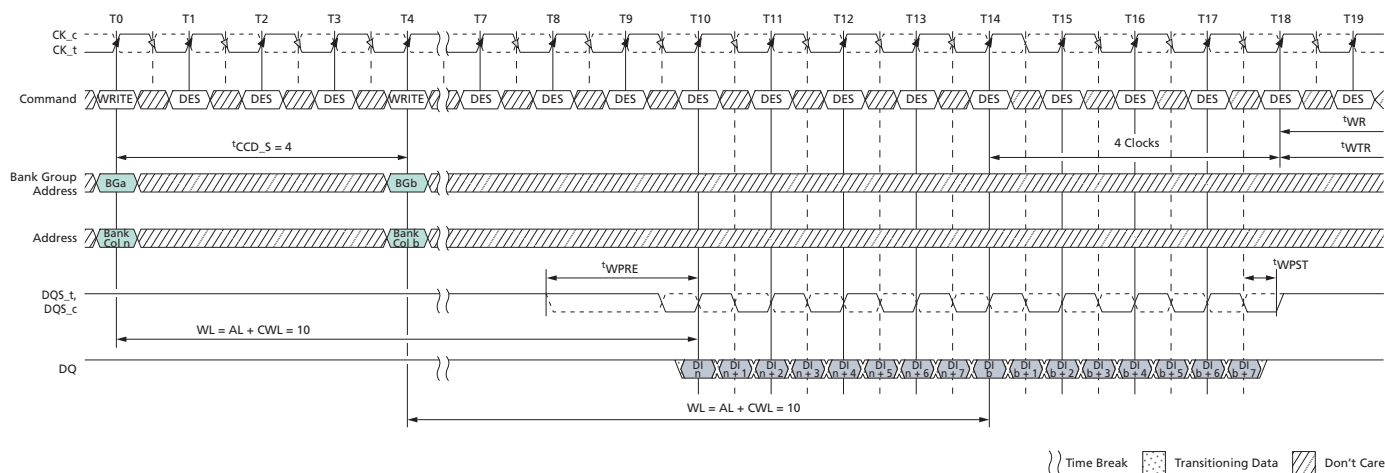 T0 T1 T2 T3 T4 T7 T8 T9 T10 T11 T12 T13 T14 T15 T16 T17 T18 T19
CK_c
CK_t
Command WRITE DES DES DES WRITE DES DES DES DES DES DES DES DES DES DES DES DES DES
tWR
tCCD_S = 4 4 Clocks tWTR
Bank Group
Address BGa BGb
Address Bank
Col n Bank
Col b
tWPRE tWPST
DQS_t,
DQS_c
WL = AL + CWL = 10
DQ DI
n DI
n + 1 DI
n + 2 DI
n + 3 DI
n + 4 DI
n + 5 DI
n + 6 DI
n + 7 DI
b DI
b + 1 DI
b + 2 DI
b + 3 DI
b + 4 DI
b + 5 DI
b + 6 DI
b + 7
WL = AL + CWL = 10
Time Break Transitioning Data Don't Care